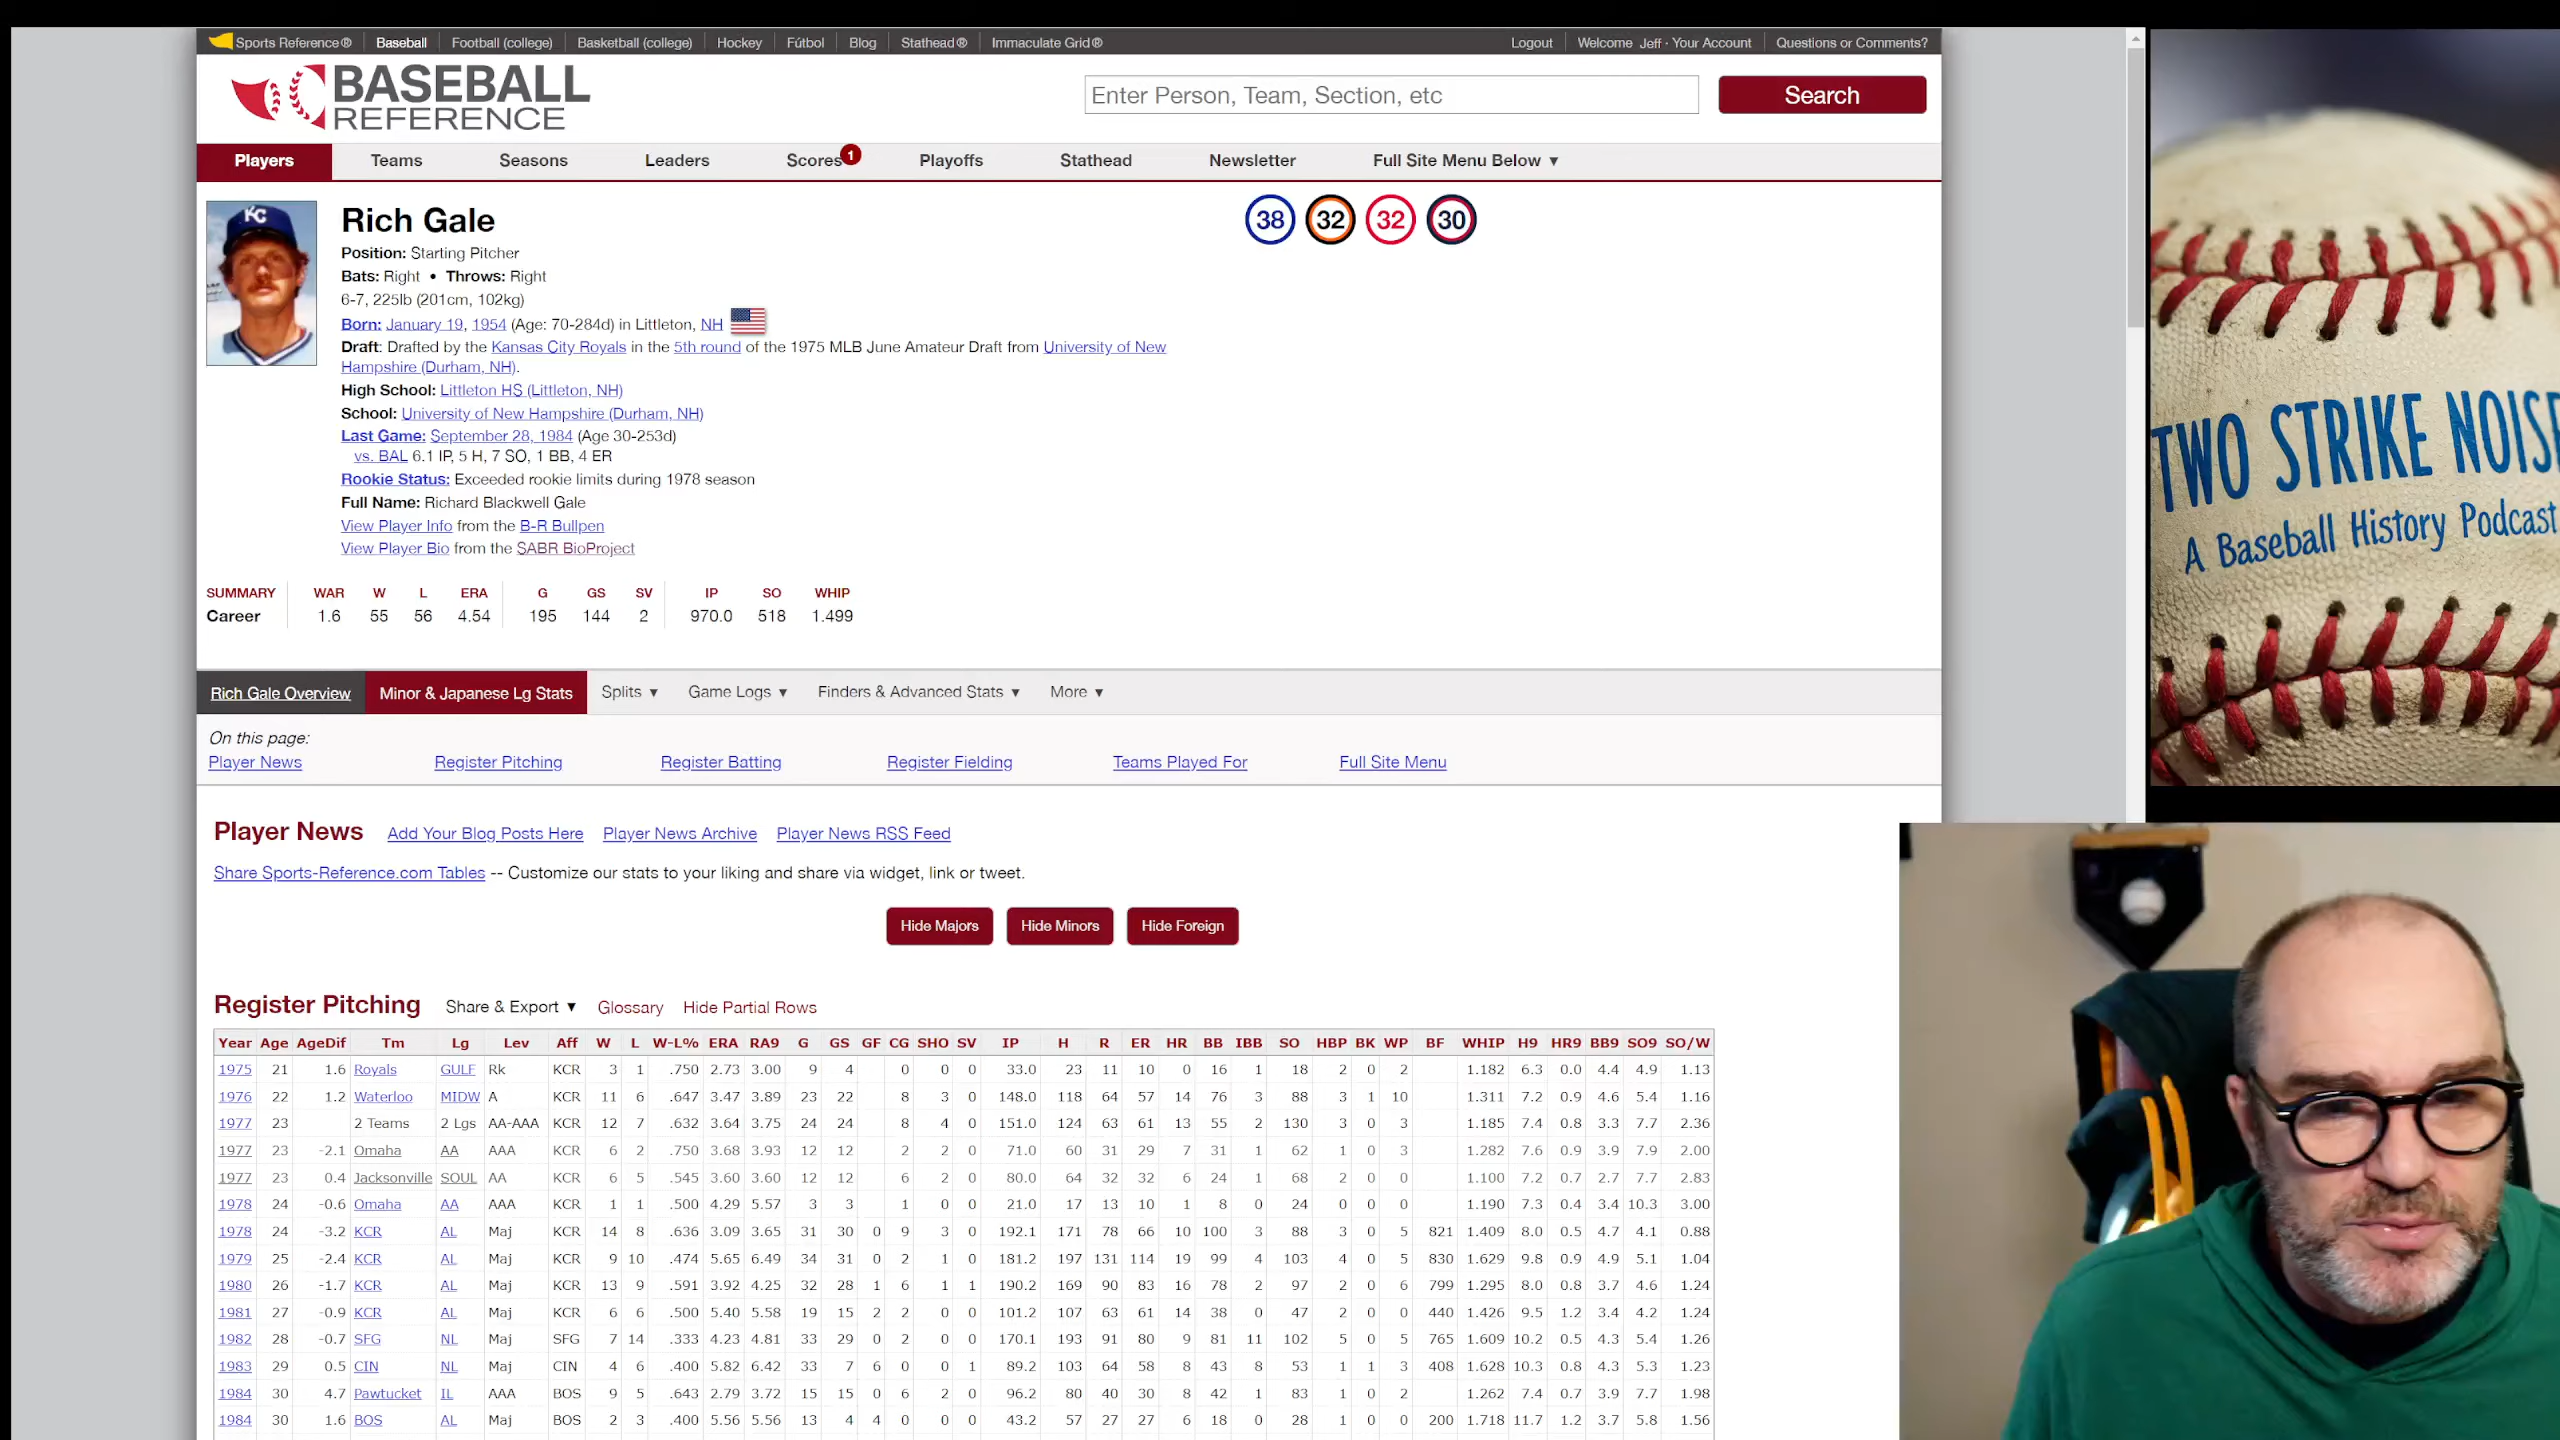 Sports Reference® Baseball Football (college) Basketball (college) Hockey Fútbol Blog Stathead® Immaculate Grid® Logout Welcome Jeff · Your Account Questions or Comments?
BASEBALL
REFERENCE
Enter Person, Team, Section, etc Search
Players Teams Seasons Leaders Scores 1 Playoffs Stathead Newsletter Full Site Menu Below ▼
KC
Rich Gale
38 32 32 30
Position: Starting Pitcher
Bats: Right • Throws: Right
6-7, 225lb (201cm, 102kg)
Born: January 19, 1954 (Age: 70-284d) in Littleton, NH
Draft: Drafted by the Kansas City Royals in the 5th round of the 1975 MLB June Amateur Draft from University of New
Hampshire (Durham, NH).
High School: Littleton HS (Littleton, NH)
School: University of New Hampshire (Durham, NH)
Last Game: September 28, 1984 (Age 30-253d)
vs. BAL 6.1 IP, 5 H, 7 SO, 1 BB, 4 ER
Rookie Status: Exceeded rookie limits during 1978 season
Full Name: Richard Blackwell Gale
View Player Info from the B-R Bullpen
View Player Bio from the SABR BioProject
SUMMARY WAR W L ERA G GS SV IP SO WHIP
Career 1.6 55 56 4.54 195 144 2 970.0 518 1.499
Rich Gale Overview Minor & Japanese Lg Stats Splits ▼ Game Logs ▼ Finders & Advanced Stats ▼ More ▼
On this page:
Player News Register Pitching Register Batting Register Fielding Teams Played For Full Site Menu
Player News Add Your Blog Posts Here Player News Archive Player News RSS Feed
Share Sports-Reference.com Tables -- Customize our stats to your liking and share via widget, link or tweet.
Hide Majors Hide Minors Hide Foreign
Register Pitching Share & Export ▼ Glossary Hide Partial Rows
Year Age AgeDif Tm Lg Lev Aff W L W-L% ERA RA9 G GS GF CG SHO SV IP H R ER HR BB IBB SO HBP BK WP BF WHIP H9 HR9 BB9 SO9 SO/W
1975 21 1.6 Royals GULF Rk KCR 3 1 .750 2.73 3.00 9 4 0 0 0 33.0 23 11 10 0 16 1 18 2 0 2 1.182 6.3 0.0 4.4 4.9 1.13
1976 22 1.2 Waterloo MIDW A KCR 11 6 .647 3.47 3.89 23 22 8 3 0 148.0 118 64 57 14 76 3 88 3 1 10 1.311 7.2 0.9 4.6 5.4 1.16
1977 23 2 Teams 2 Lgs AA-AAA KCR 12 7 .632 3.64 3.75 24 24 8 4 0 151.0 124 63 61 13 55 2 130 3 0 3 1.185 7.4 0.8 3.3 7.7 2.36
1977 23 -2.1 Omaha AA AAA KCR 6 2 .750 3.68 3.93 12 12 2 2 0 71.0 60 31 29 7 31 1 62 1 0 3 1.282 7.6 0.9 3.9 7.9 2.00
1977 23 0.4 Jacksonville SOUL AA KCR 6 5 .545 3.60 3.60 12 12 6 2 0 80.0 64 32 32 6 24 1 68 2 0 0 1.100 7.2 0.7 2.7 7.7 2.83
1978 24 -0.6 Omaha AA AAA KCR 1 1 .500 4.29 5.57 3 3 1 0 0 21.0 17 13 10 1 8 0 24 0 0 0 1.190 7.3 0.4 3.4 10.3 3.00
1978 24 -3.2 KCR AL Maj KCR 14 8 .636 3.09 3.65 31 30 0 9 3 0 192.1 171 78 66 10 100 3 88 3 0 5 821 1.409 8.0 0.5 4.7 4.1 0.88
1979 25 -2.4 KCR AL Maj KCR 9 10 .474 5.65 6.49 34 31 0 2 1 0 181.2 197 131 114 19 99 4 103 4 0 5 830 1.629 9.8 0.9 4.9 5.1 1.04
1980 26 -1.7 KCR AL Maj KCR 13 9 .591 3.92 4.25 32 28 1 6 1 1 190.2 169 90 83 16 78 2 97 2 0 6 799 1.295 8.0 0.8 3.7 4.6 1.24
1981 27 -0.9 KCR AL Maj KCR 6 6 .500 5.40 5.58 19 15 2 2 0 0 101.2 107 63 61 14 38 0 47 2 0 0 440 1.426 9.5 1.2 3.4 4.2 1.24
1982 28 -0.7 SFG NL Maj SFG 7 14 .333 4.23 4.81 33 29 0 2 0 0 170.1 193 91 80 9 81 11 102 5 0 5 765 1.609 10.2 0.5 4.3 5.4 1.26
1983 29 0.5 CIN NL Maj CIN 4 6 .400 5.82 6.42 33 7 6 0 0 1 89.2 103 64 58 8 43 8 53 1 1 3 408 1.628 10.3 0.8 4.3 5.3 1.23
1984 30 4.7 Pawtucket IL AAA BOS 9 5 .643 2.79 3.72 15 15 0 6 2 0 96.2 80 40 30 8 42 1 83 1 0 2 1.262 7.4 0.7 3.9 7.7 1.98
1984 30 1.6 BOS AL Maj BOS 2 3 .400 5.56 5.56 13 4 4 0 0 0 43.2 57 27 27 6 18 0 28 1 0 0 200 1.718 11.7 1.2 3.7 5.8 1.56
TWO STRIKE NOISE
A Baseball History Podcast